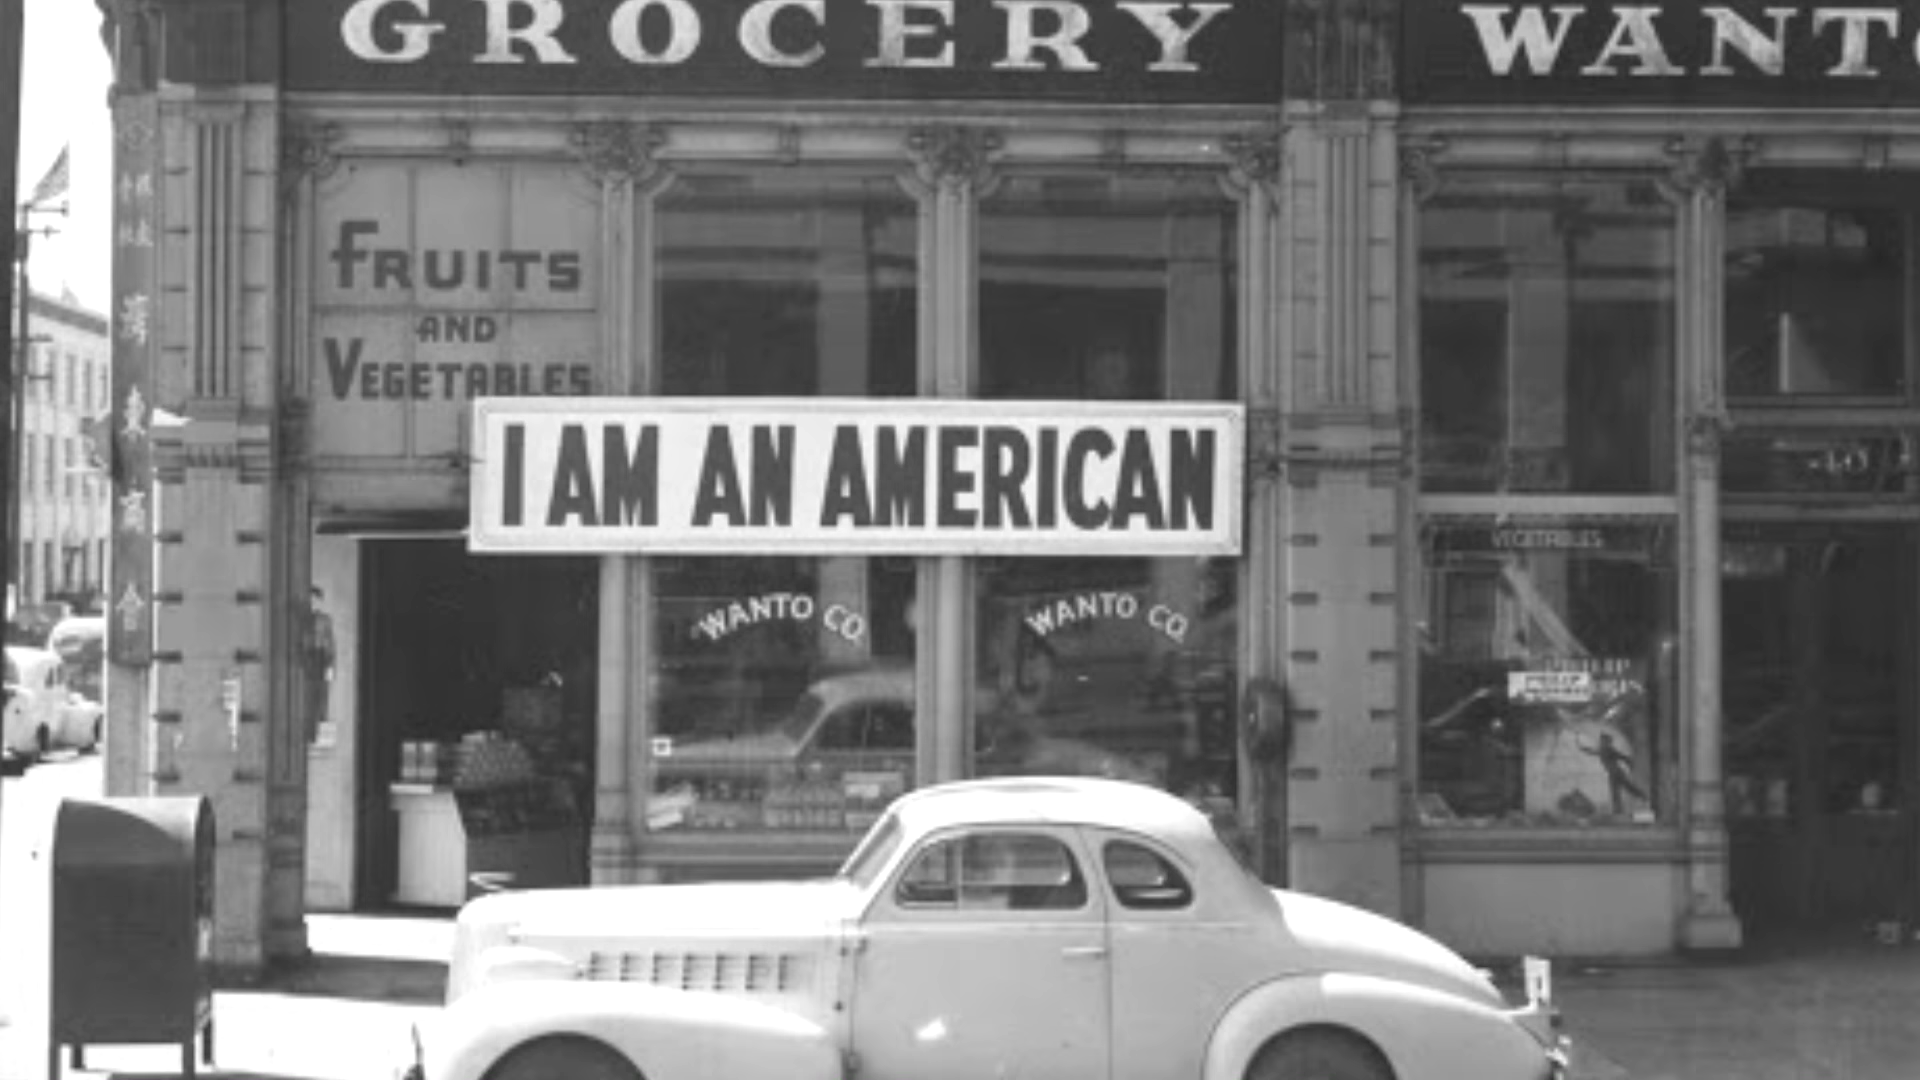 GROCERY
WANTO
FRUITS
AND
VEGETABLES
I AM AN AMERICAN
WANTO CO.
WANTO CO.
VEGETABLES